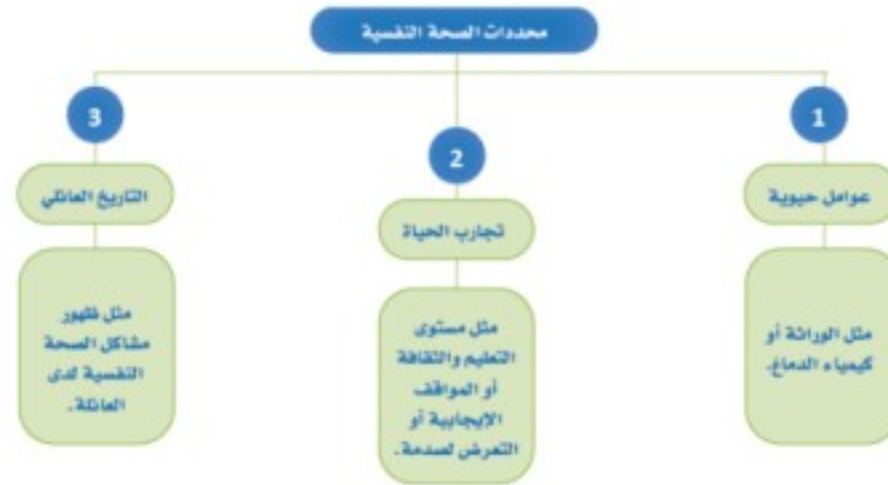 محددات الصحة النفسية
1
عوامل حيوية
مثل الوراثة أو
كيمياء الدماغ.
2
تجارب الحياة
مثل مستوى
التعليم والثقافة
أو المواقف
الإيجابية أو
التعرض لصدمة.
3
التاريخ العائلي
مثل ظهور
مشاكل الصحة
النفسية لدى
العائلة.